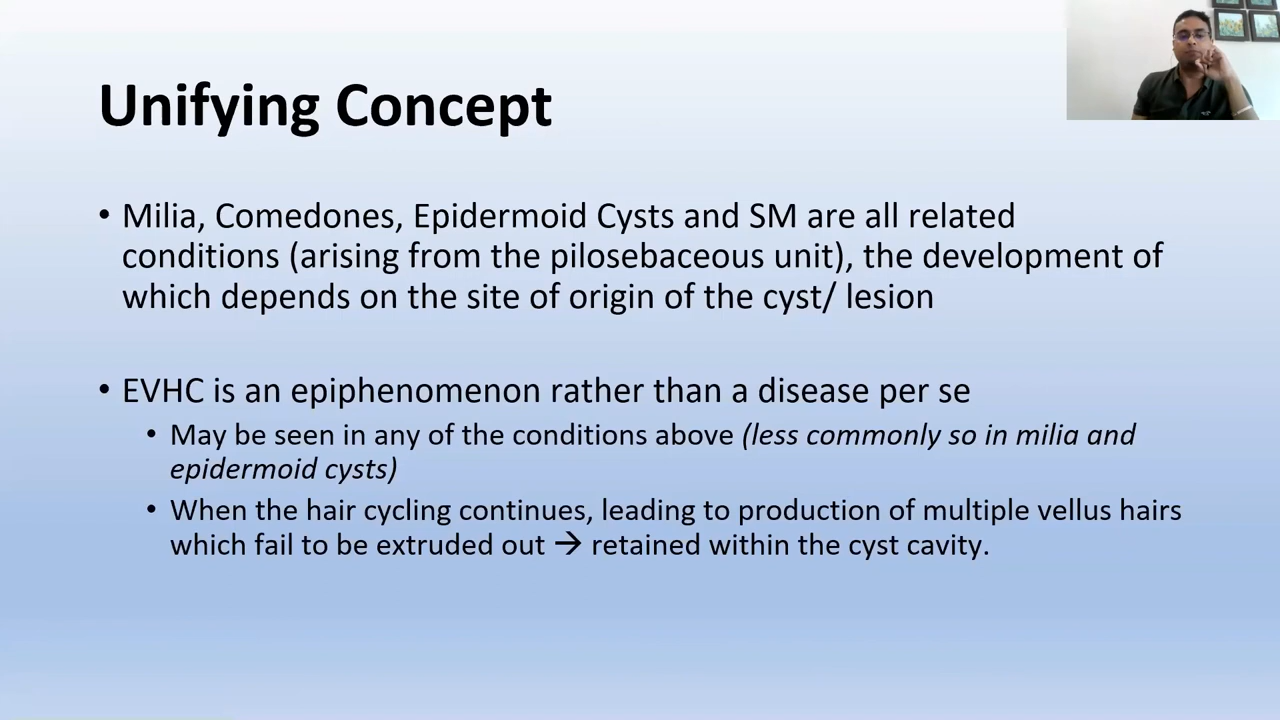 Unifying Concept
• Milia, Comedones, Epidermoid Cysts and SM are all related
conditions (arising from the pilosebaceous unit), the development of
which depends on the site of origin of the cyst/ lesion
• EVHC is an epiphenomenon rather than a disease per se
• May be seen in any of the conditions above (less commonly so in milia and
epidermoid cysts)
• When the hair cycling continues, leading to production of multiple vellus hairs
which fail to be extruded out → retained within the cyst cavity.